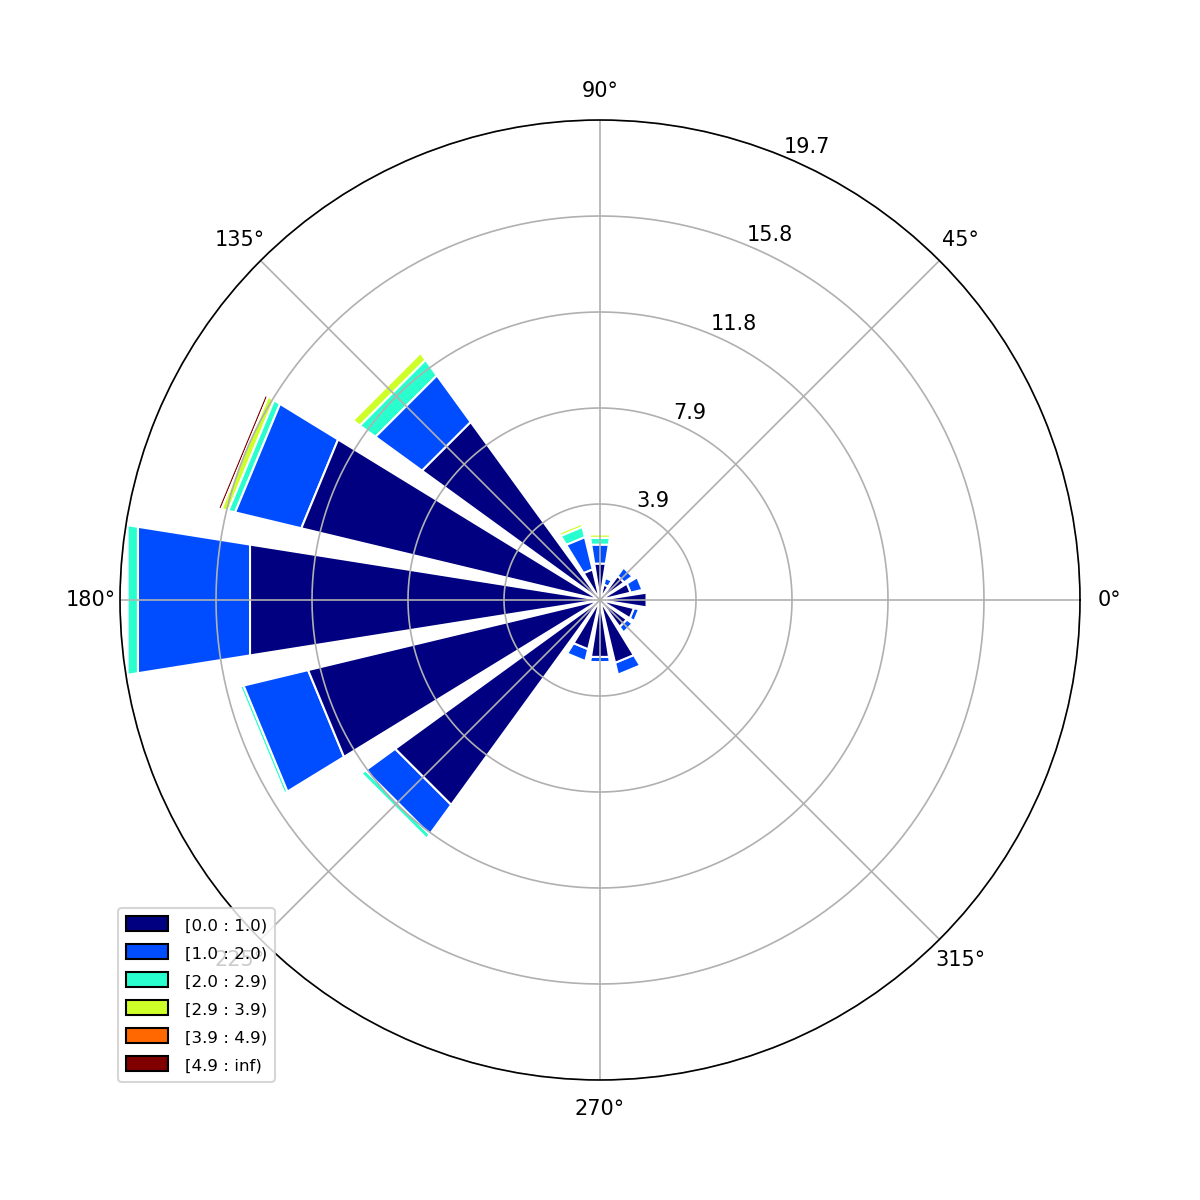 90°
19.7
135°
15.8
45°
11.8
7.9
3.9
180°
0°
[0.0 : 1.0)
[1.0 : 2.0)
225°
315°
[2.0 : 2.9)
[2.9 : 3.9)
[3.9 : 4.9)
[4.9 : inf)
270°